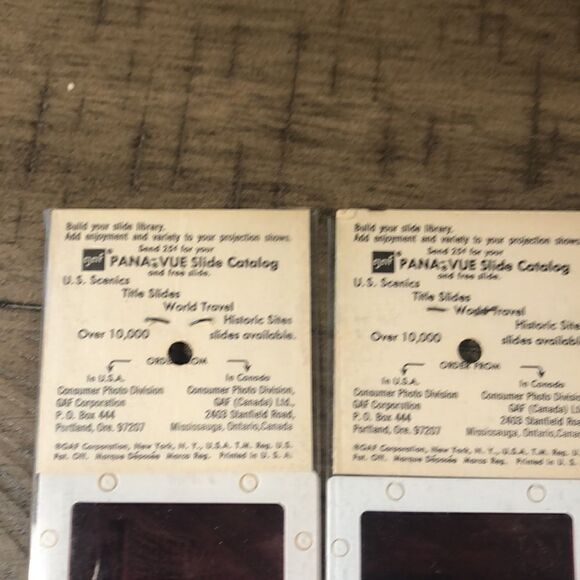 Build your slide library.
Add enjoyment and variety to your projection shows.
Send 25¢ for your
gaf® PANA-VUE Slide Catalog
and free slide.
U.S. Scenics
Title Slides
World Travel
Historic Sites
Over 10,000 slides available.
ORDER FROM
In U.S.A.
Consumer Photo Division
GAF Corporation
P. O. Box 444
Portland, Ore. 97207
In Canada
Consumer Photo Division,
GAF (Canada) Ltd.,
2403 Stanfield Road,
Mississauga, Ontario, Canada
®GAF Corporation, New York, N. Y., U.S.A. T.M. Reg. U.S.
Pat. Off. Marque Déposée Marca Reg. Printed in U. S. A.
Build your slide library.
Add enjoyment and variety to your projection shows.
Send 25¢ for your
gaf® PANA-VUE Slide Catalog
and free slide.
U.S. Scenics
Title Slides
World Travel
Historic Sites
Over 10,000 slides availabl
ORDER FROM
In U.S.A.
Consumer Photo Division
GAF Corporation
P. O. Box 444
Portland, Ore. 97207
In Canada
Consumer Photo Divisio
GAF (Canada) Ltd.,
2403 Stanfield Road
Mississauga, Ontario, Cana
®GAF Corporation, New York, N. Y., U.S.A. T.M. Reg. U.
Pat. Off. Marque Déposée Marca Reg. Printed in U. S.